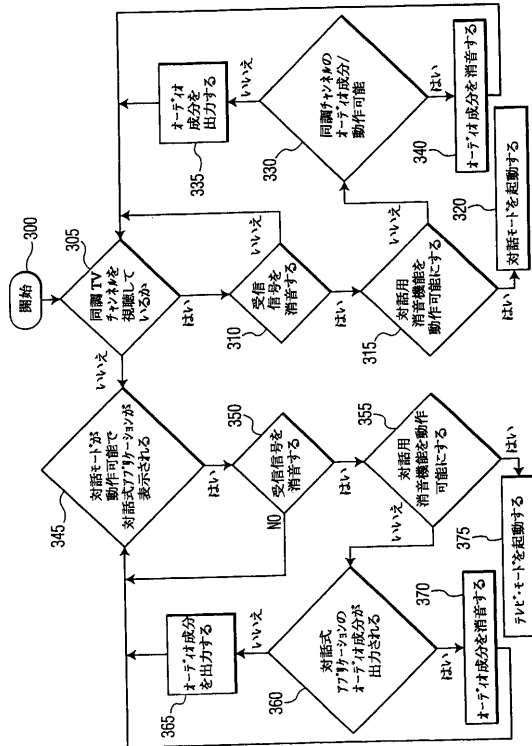 開始
300
305
同調TV
チャンネルを
視聴して
いるか
いいえ
はい
345
対話モードが
動作可能で
対話式アプリケーションが
表示される
はい
310
受信
信号を
消音する
いいえ
はい
350
受信信号を
消音する
NO
はい
315
対話用
消音機能を
動作可能にする
いいえ
はい
320
対話モードを起動する
330
同調チャンネルの
オーディオ成分/
動作可能
いいえ
はい
335
オーディオ
成分を
出力する
340
オーディオ成分を消音する
355
対話用
消音機能を動作
可能にする
いいえ
はい
375
テレビ・モードを起動する
360
対話式
アプリケーションの
オーディオ成分が
出力される
いいえ
はい
365
オーディオ成分
を出力する
370
オーディオ成分を消音する